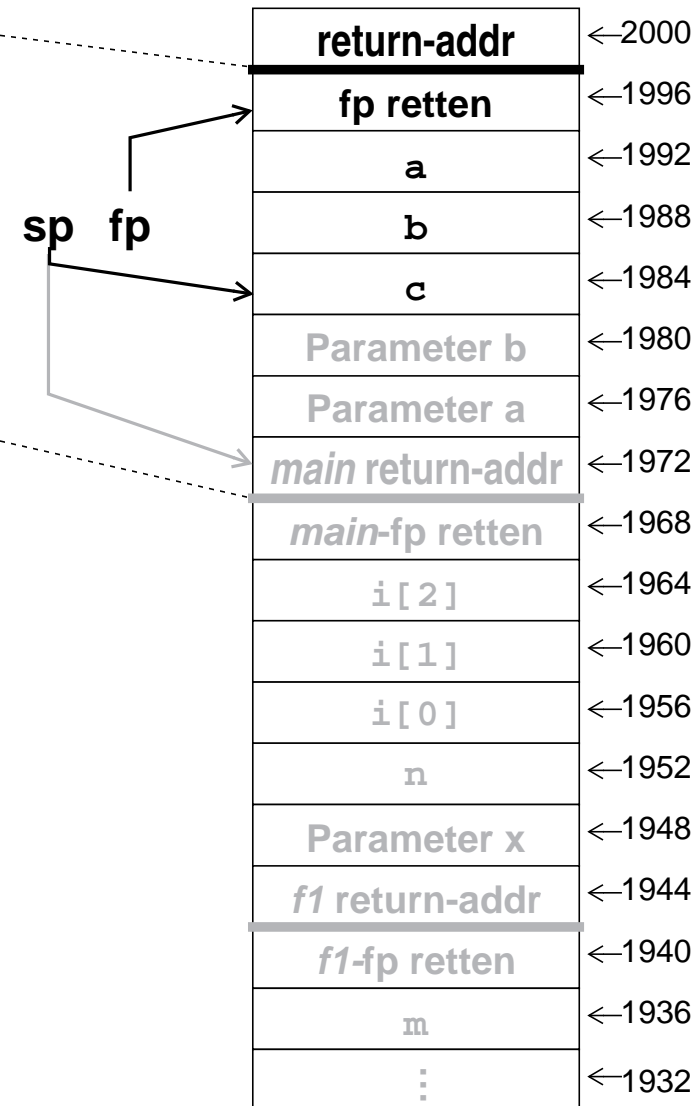 return-addr ←2000
fp retten ←1996
a ←1992
sp fp
b ←1988
c ←1984
Parameter b ←1980
Parameter a ←1976
main return-addr ←1972
main-fp retten ←1968
i[2] ←1964
i[1] ←1960
i[0] ←1956
n ←1952
Parameter x ←1948
f1 return-addr ←1944
f1-fp retten ←1940
m ←1936
⋮ ←1932